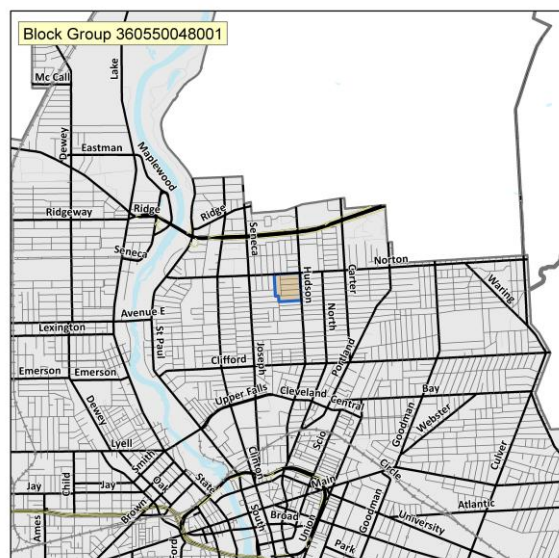 Block Group 360550048001
Mc Call
Lake
Dewey
Eastman
Maplewood
Ridgeway
Ridge
Ridge
Seneca
Seneca
Hudson
Norton
Carter
Waring
Avenue E
St Paul
North
Lexington
Joseph
Portland
Clifford
Emerson
Emerson
Upper Falls
Cleveland
Central
Bay
Dewey
Goodman
Webster
Culver
Lyell
Scio
Clinton
Smith
Oak
State
Main
Circle
Jay
Child
Jay
Brown
Ames
Ford
South
Broad
Union
Goodman
Atlantic
University
Park